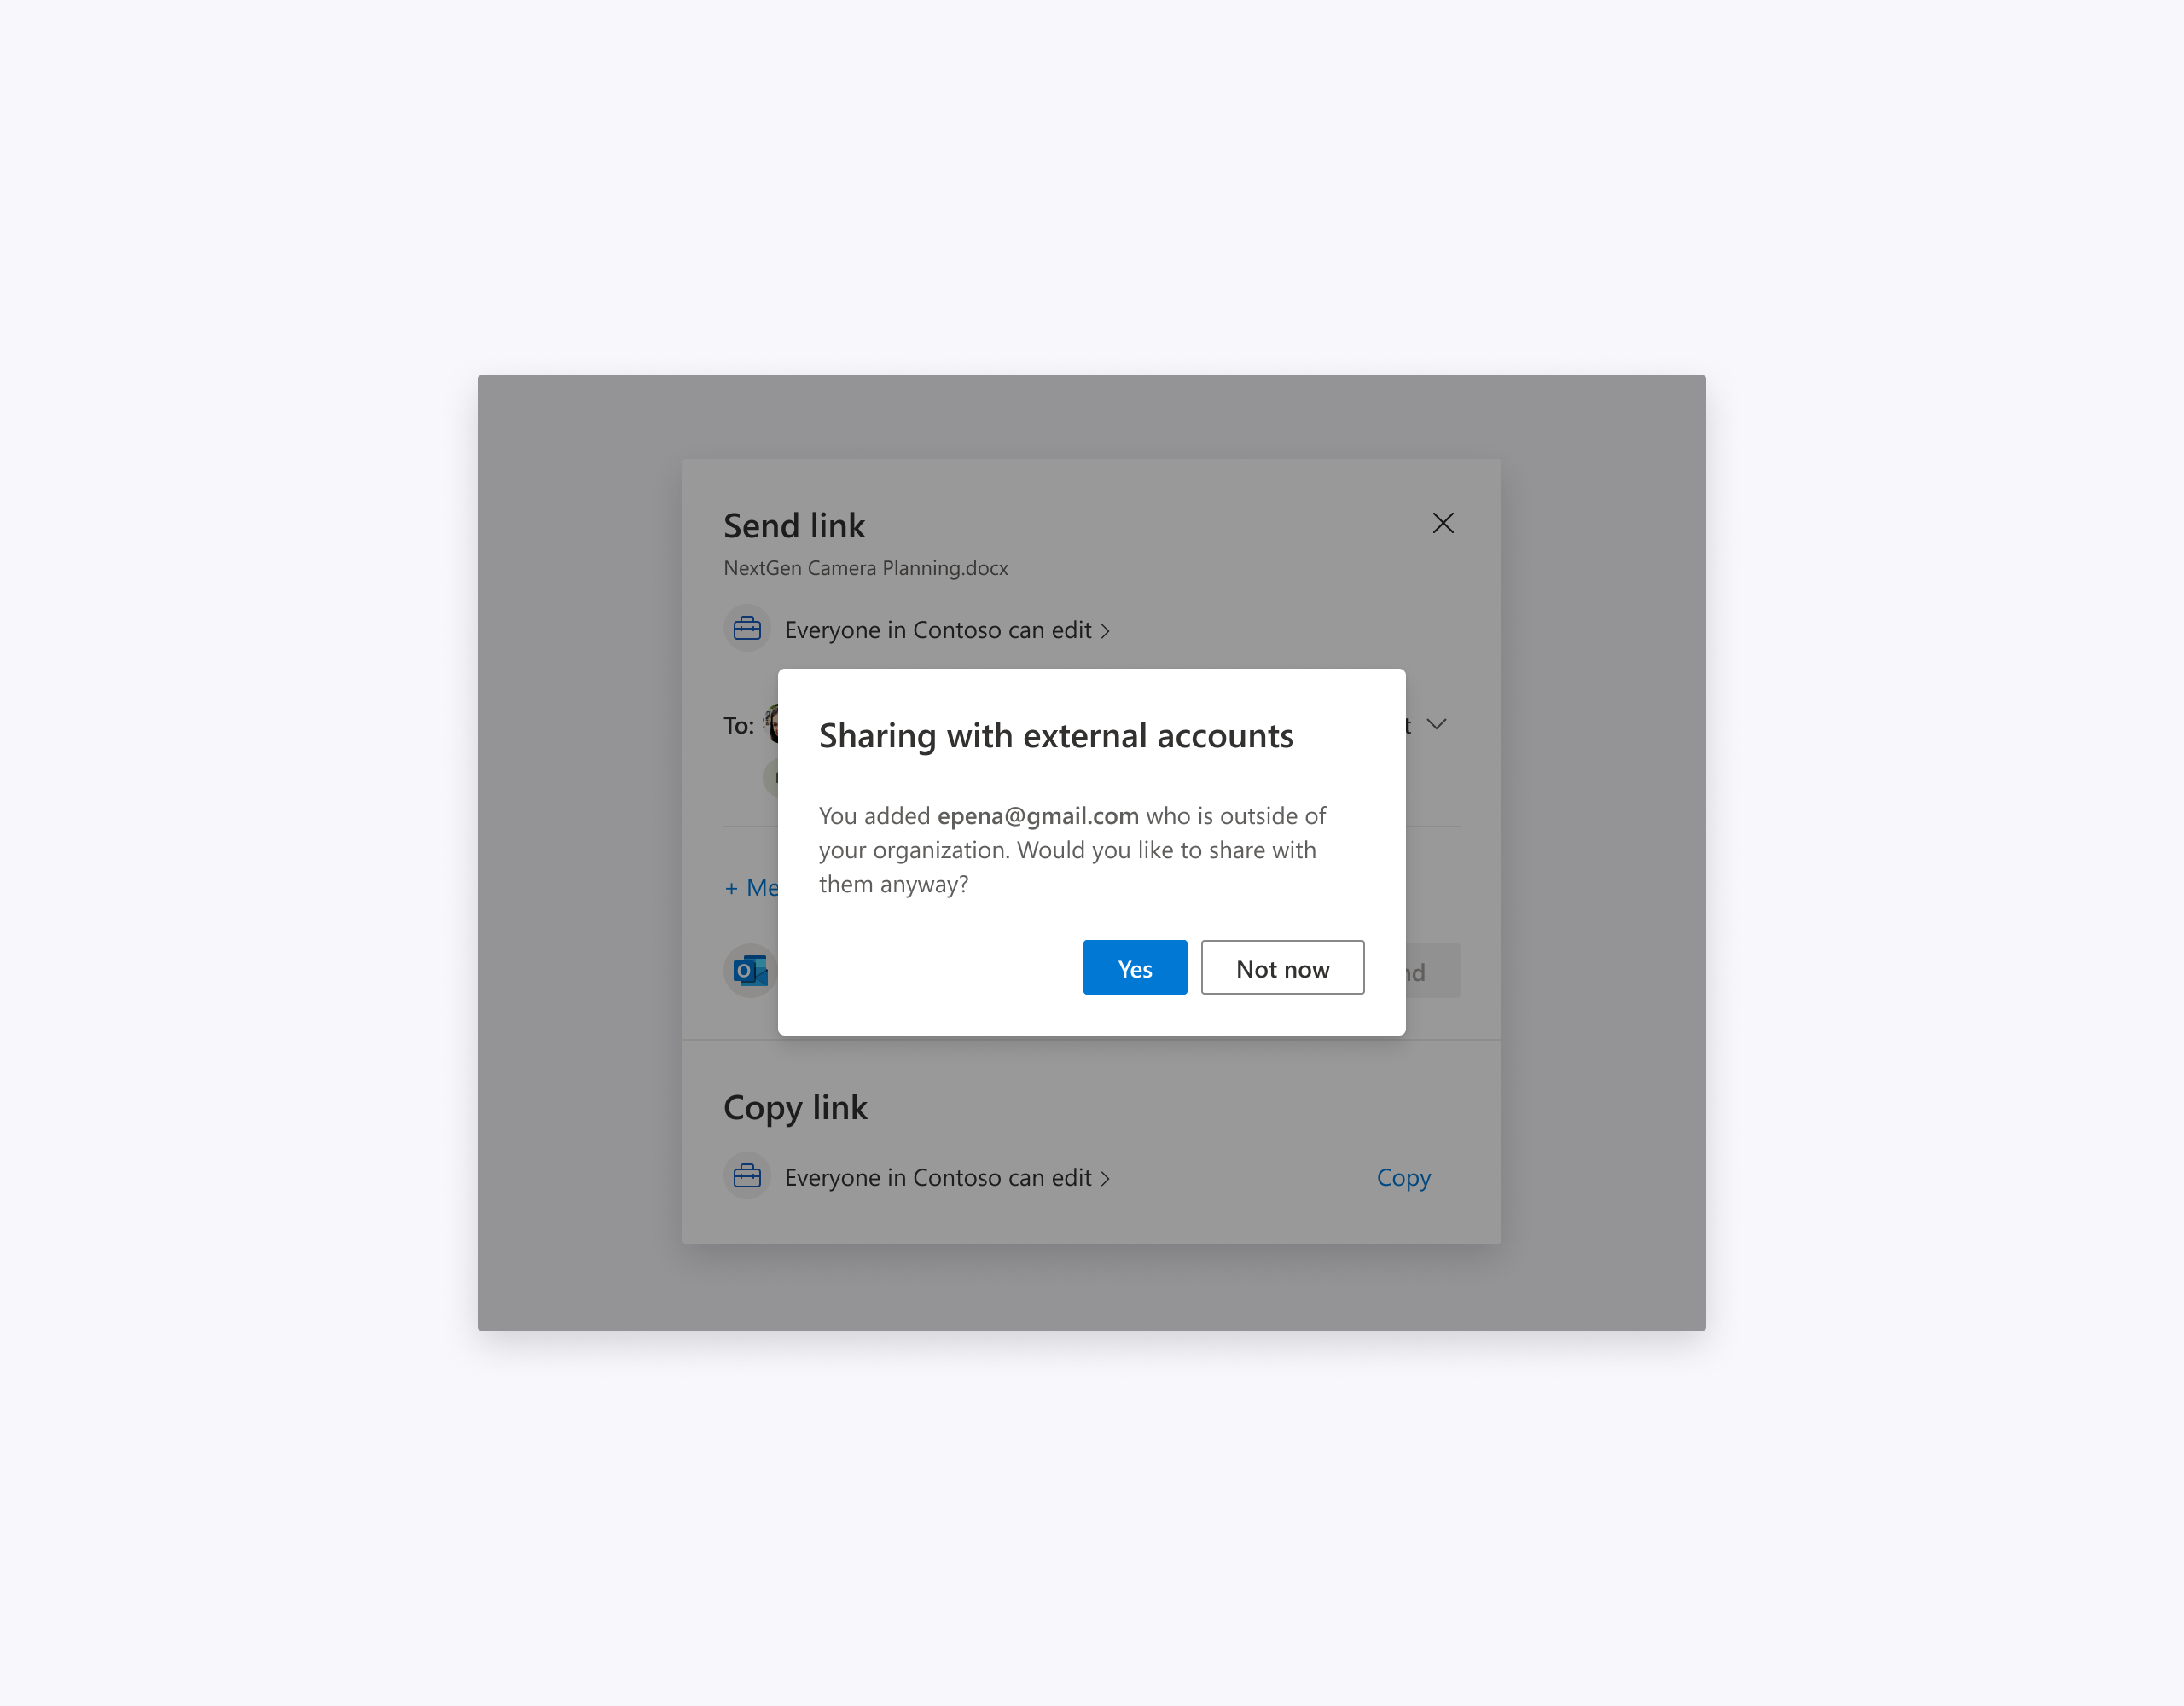 Send link
NextGen Camera Planning.docx
Everyone in Contoso can edit
To:
Sharing with external accounts
You added epena@gmail.com who is outside of
your organization. Would you like to share with
them anyway?
Yes
Not now
Copy link
Everyone in Contoso can edit
Copy